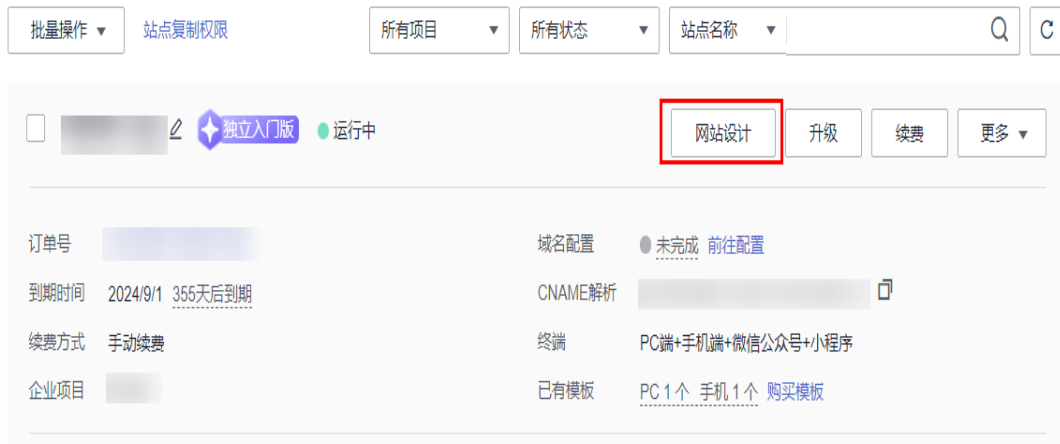 批量操作 站点复制权限 所有项目 所有状态 站点名称
独立入门版 运行中 网站设计 升级 续费 更多
订单号 域名配置 未完成 前往配置
到期时间 2024/9/1 355天后到期 CNAME解析
续费方式 手动续费 终端 PC端+手机端+微信公众号+小程序
企业项目 已有模板 PC 1个 手机 1个 购买模板